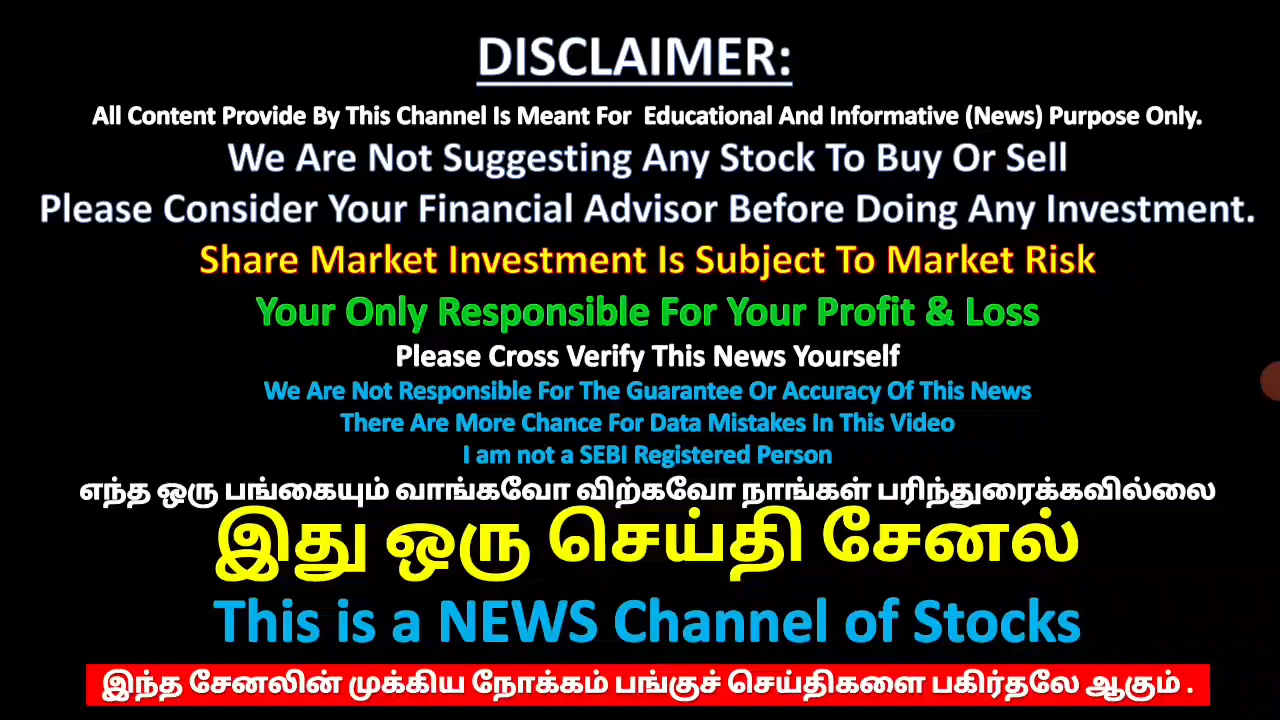 DISCLAIMER:
All Content Provide By This Channel Is Meant For Educational And Informative (News) Purpose Only.
We Are Not Suggesting Any Stock To Buy Or Sell
Please Consider Your Financial Advisor Before Doing Any Investment.
Share Market Investment Is Subject To Market Risk
Your Only Responsible For Your Profit & Loss
Please Cross Verify This News Yourself
We Are Not Responsible For The Guarantee Or Accuracy Of This News
There Are More Chance For Data Mistakes In This Video
I am not a SEBI Registered Person
எந்த ஒரு பங்கையும் வாங்கவோ விற்கவோ நாங்கள் பரிந்துரைக்கவில்லை
இது ஒரு செய்தி சேனல்
This is a NEWS Channel of Stocks
இந்த சேனலின் முக்கிய நோக்கம் பங்குச் செய்திகளை பகிர்தலே ஆகும் .